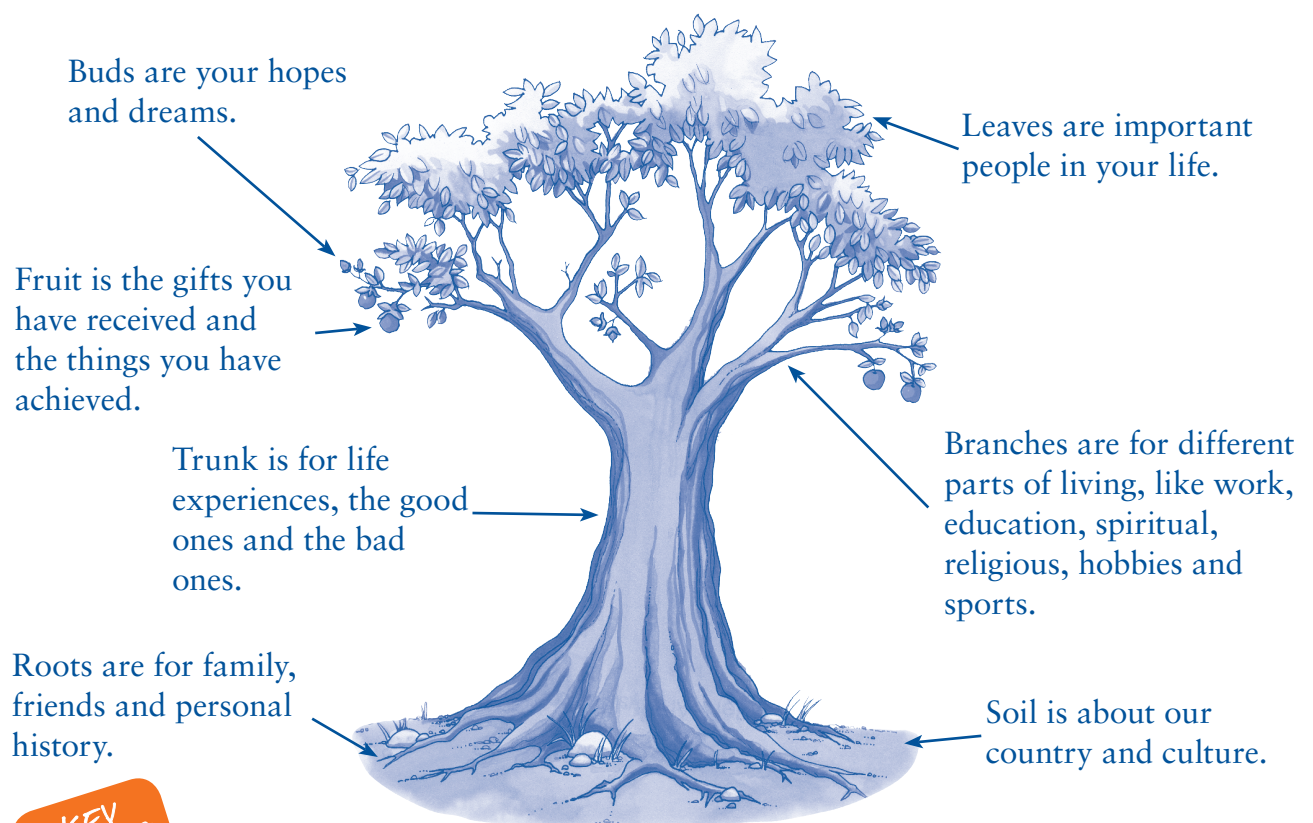 Buds are your hopes
and dreams.
Leaves are important
people in your life.
Fruit is the gifts you
have received and
the things you have
achieved.
Trunk is for life
experiences, the good
ones and the bad
ones.
Branches are for different
parts of living, like work,
education, spiritual,
religious, hobbies and
sports.
Roots are for family,
friends and personal
history.
Soil is about our
country and culture.
KEY